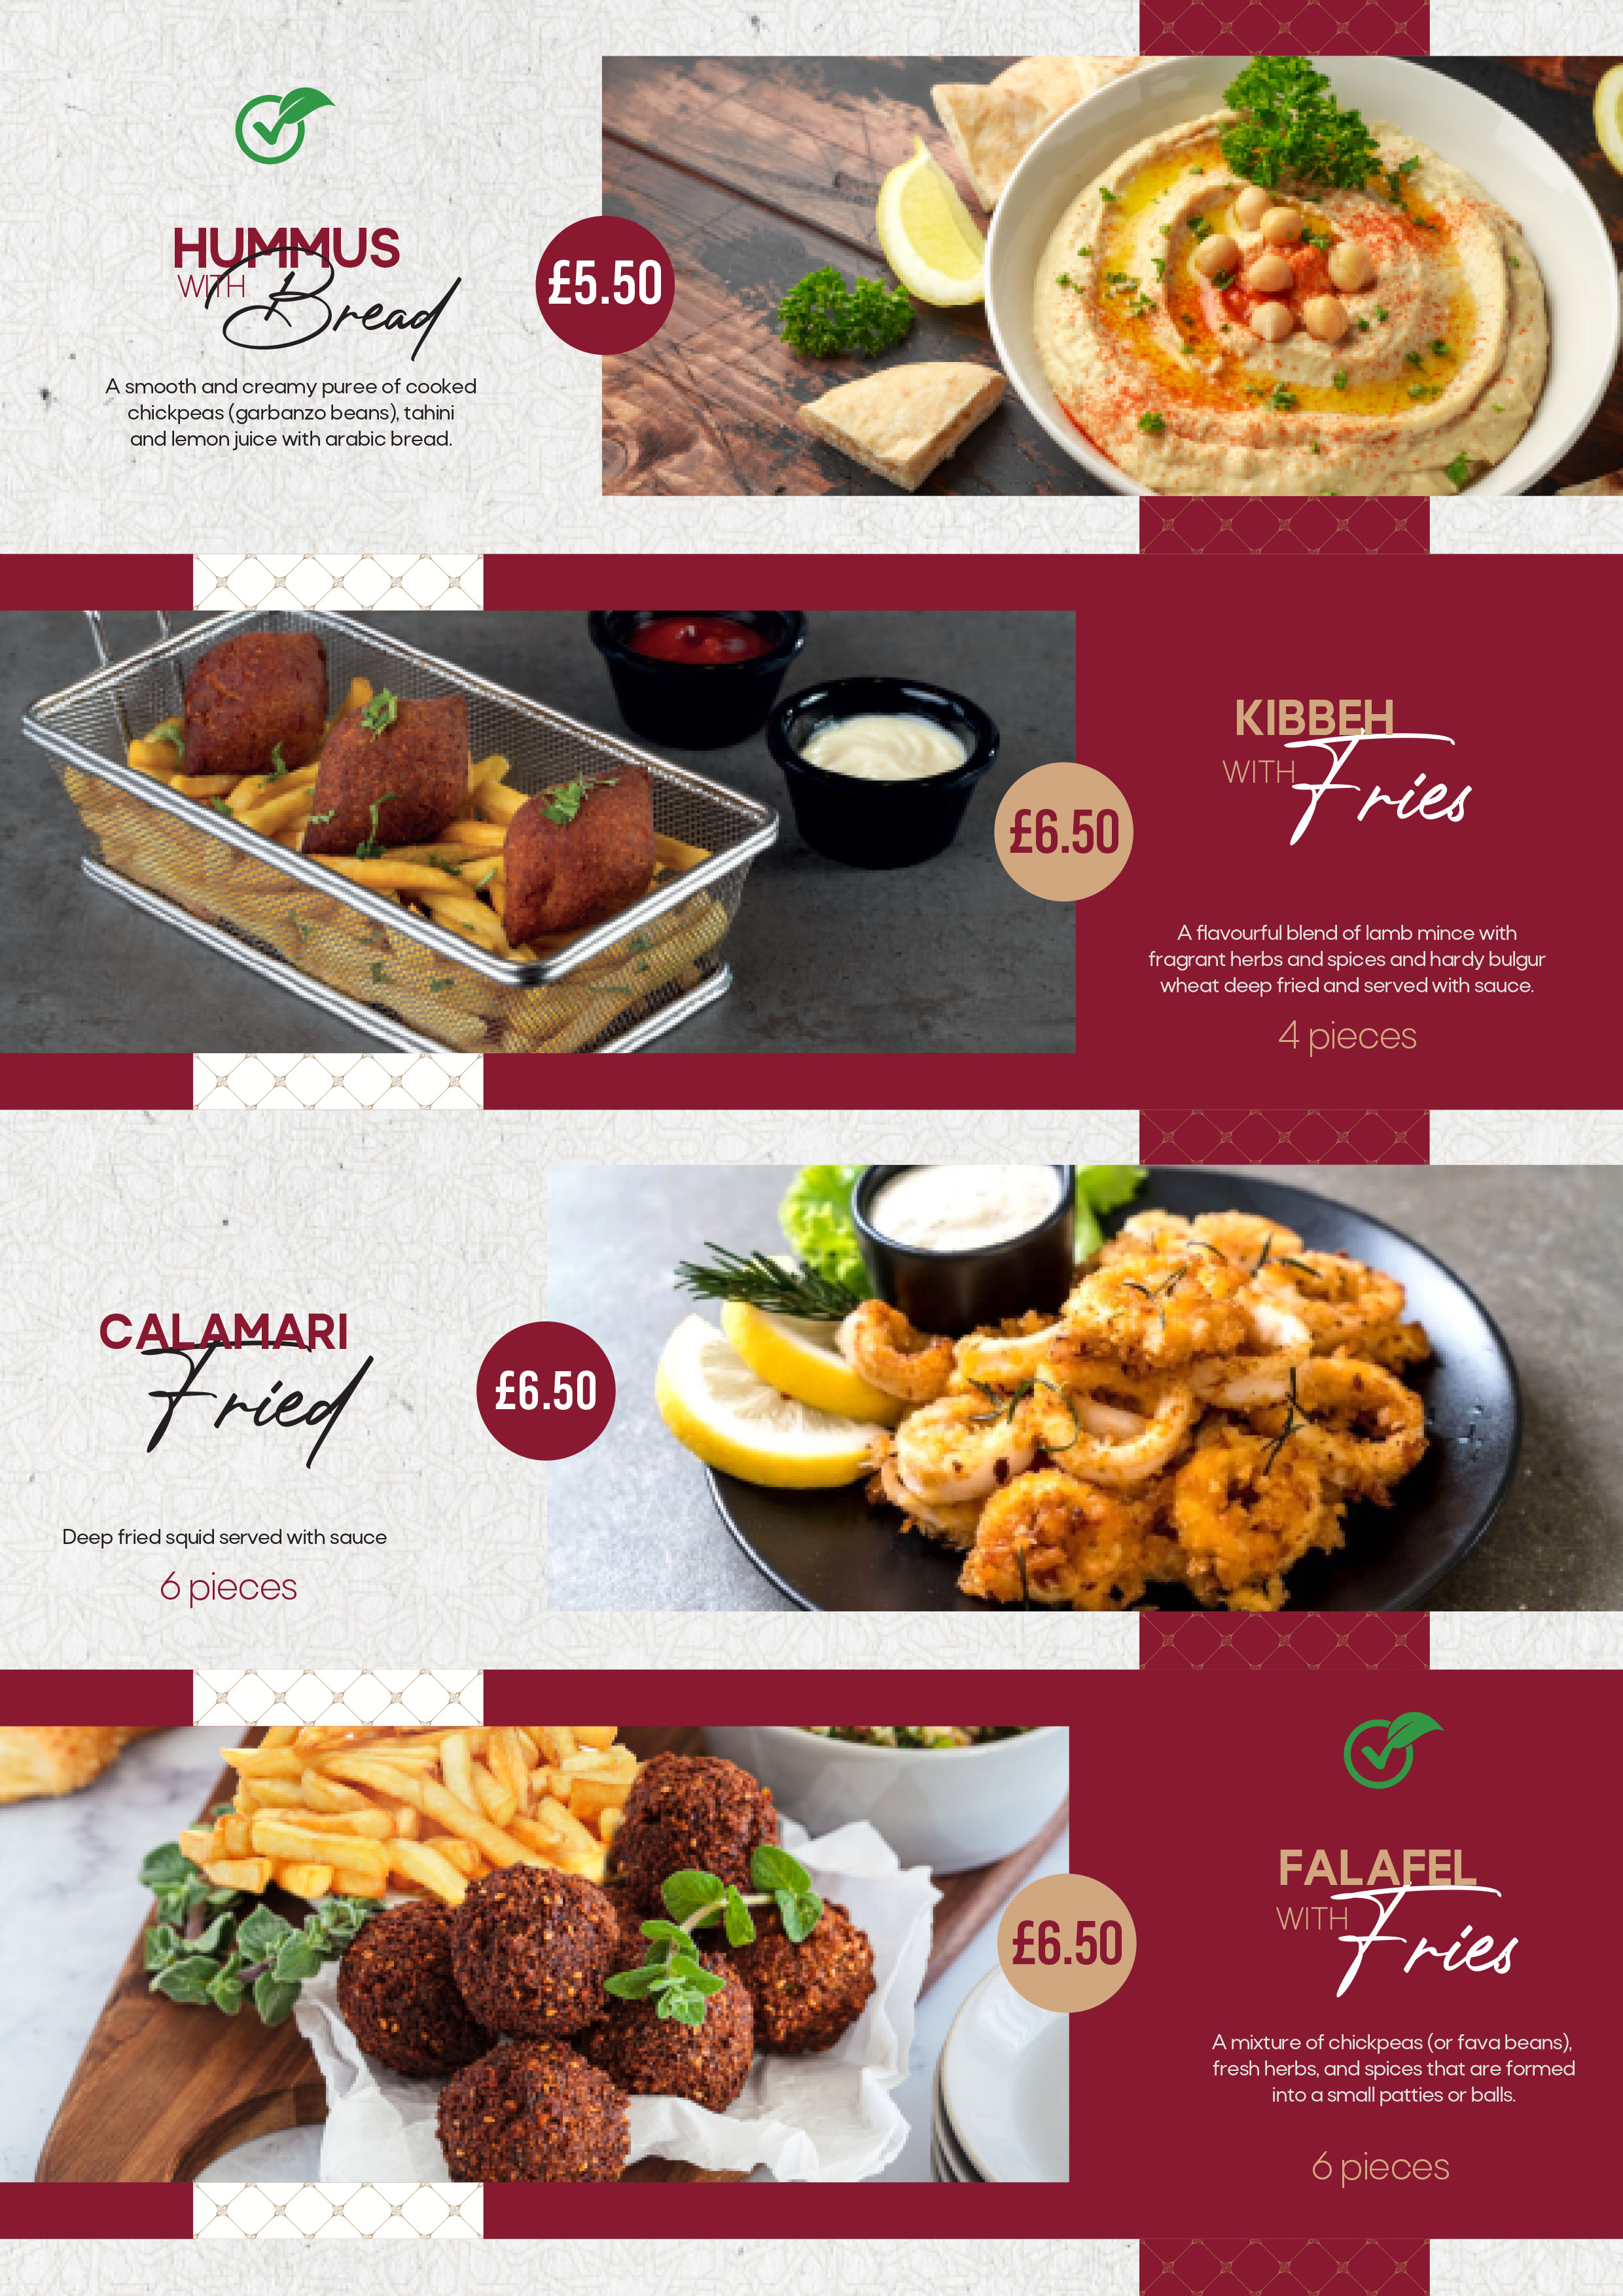 HUMMUS
WITH Bread
£5.50
A smooth and creamy puree of cooked
chickpeas (garbanzo beans), tahini
and lemon juice with arabic bread.
KIBBEH
WITH Fries
£6.50
A flavourful blend of lamb mince with
fragrant herbs and spices and hardy bulgur
wheat deep fried and served with sauce.
4 pieces
CALAMARI
Fried
£6.50
Deep fried squid served with sauce
6 pieces
FALAFEL
WITH Fries
£6.50
A mixture of chickpeas (or fava beans),
fresh herbs, and spices that are formed
into a small patties or balls.
6 pieces